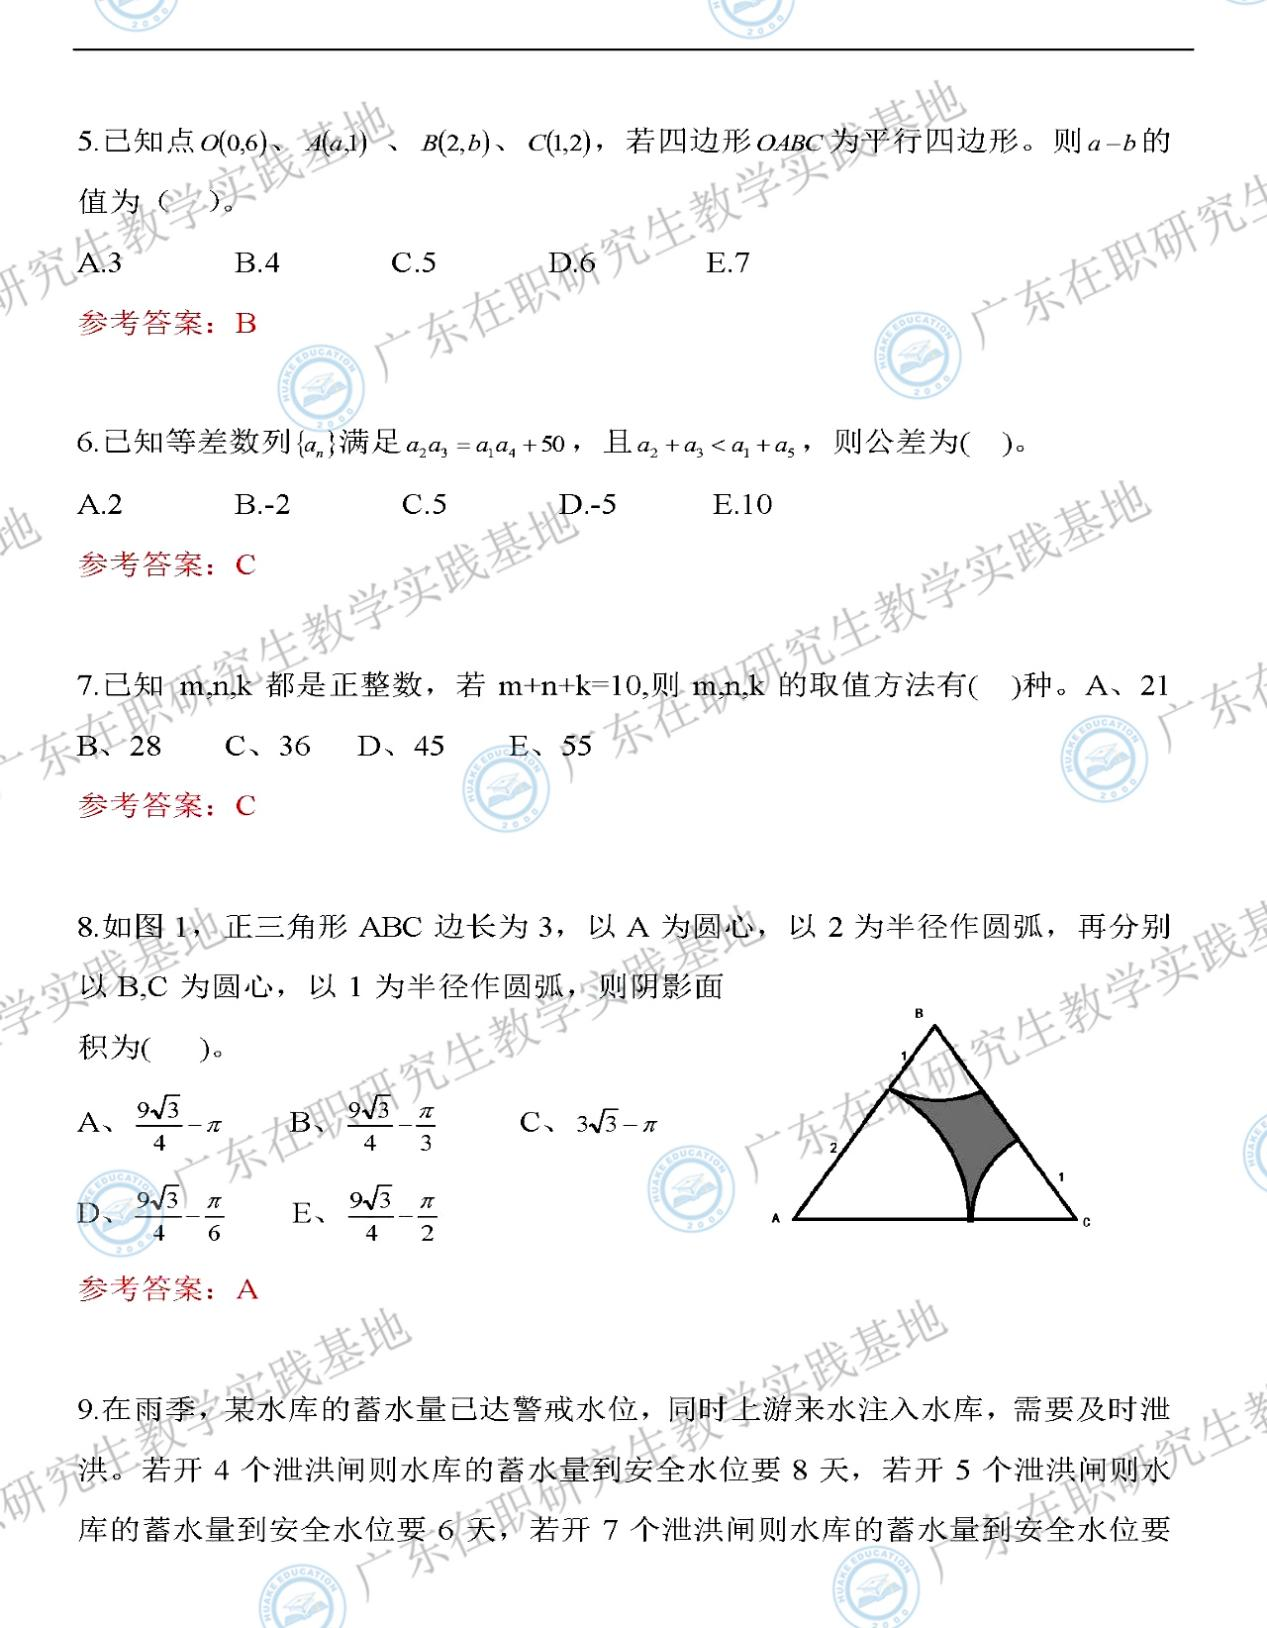 5.已知点O(0,6)、A(a,1)、B(2,b)、C(1,2)，若四边形OABC为平行四边形。则a－b的
值为（　）。
A.3 B.4 C.5 D.6 E.7
参考答案：B
6.已知等差数列{aₙ}满足a₂a₃=a₁a₄+50，且a₂+a₃<a₁+a₅，则公差为(　)。
A.2 B.-2 C.5 D.-5 E.10
参考答案：C
7.已知 m,n,k 都是正整数，若 m+n+k=10,则 m,n,k 的取值方法有(　)种。A、21
B、28 C、36 D、45 E、55
参考答案：C
8.如图 1，正三角形 ABC 边长为 3，以 A 为圆心，以 2 为半径作圆弧，再分别
以 B,C 为圆心，以 1 为半径作圆弧，则阴影面
积为(　)。
A、9√3/4－π B、9√3/4－π/3 C、3√3－π
D、9√3/4－π/6 E、9√3/4－π/2
参考答案：A
B
1
2
1
A
C
9.在雨季，某水库的蓄水量已达警戒水位，同时上游来水注入水库，需要及时泄
洪。若开 4 个泄洪闸则水库的蓄水量到安全水位要 8 天，若开 5 个泄洪闸则水
库的蓄水量到安全水位要 6 天，若开 7 个泄洪闸则水库的蓄水量到安全水位要
广东在职研究生教学实践基地
HUAKE EDUCATION
2000